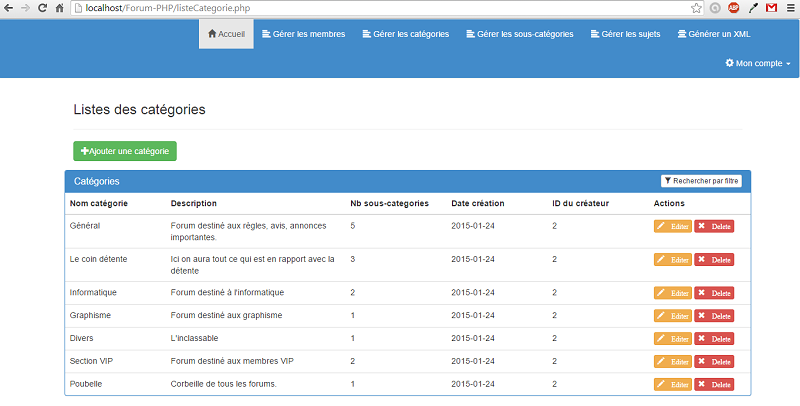 localhost/Forum-PHP/listeCategorie.php
ABP
Accueil Gérer les membres Gérer les catégories Gérer les sous-catégories Gérer les sujets Générer un XML
Mon compte
Listes des catégories
Ajouter une catégorie
Catégories Rechercher par filtre
Nom catégorie Description Nb sous-categories Date création ID du créateur Actions
Général Forum destiné aux règles, avis, annonces 5 2015-01-24 2 Editer Delete
importantes.
Le coin détente Ici on aura tout ce qui est en rapport avec la 3 2015-01-24 2 Editer Delete
détente
Informatique Forum destiné à l'informatique 2 2015-01-24 2 Editer Delete
Graphisme Forum destiné aux graphisme 1 2015-01-24 2 Editer Delete
Divers L'inclassable 1 2015-01-24 2 Editer Delete
Section VIP Forum destiné aux membres VIP 2 2015-01-24 2 Editer Delete
Poubelle Corbeille de tous les forums. 1 2015-01-24 2 Editer Delete